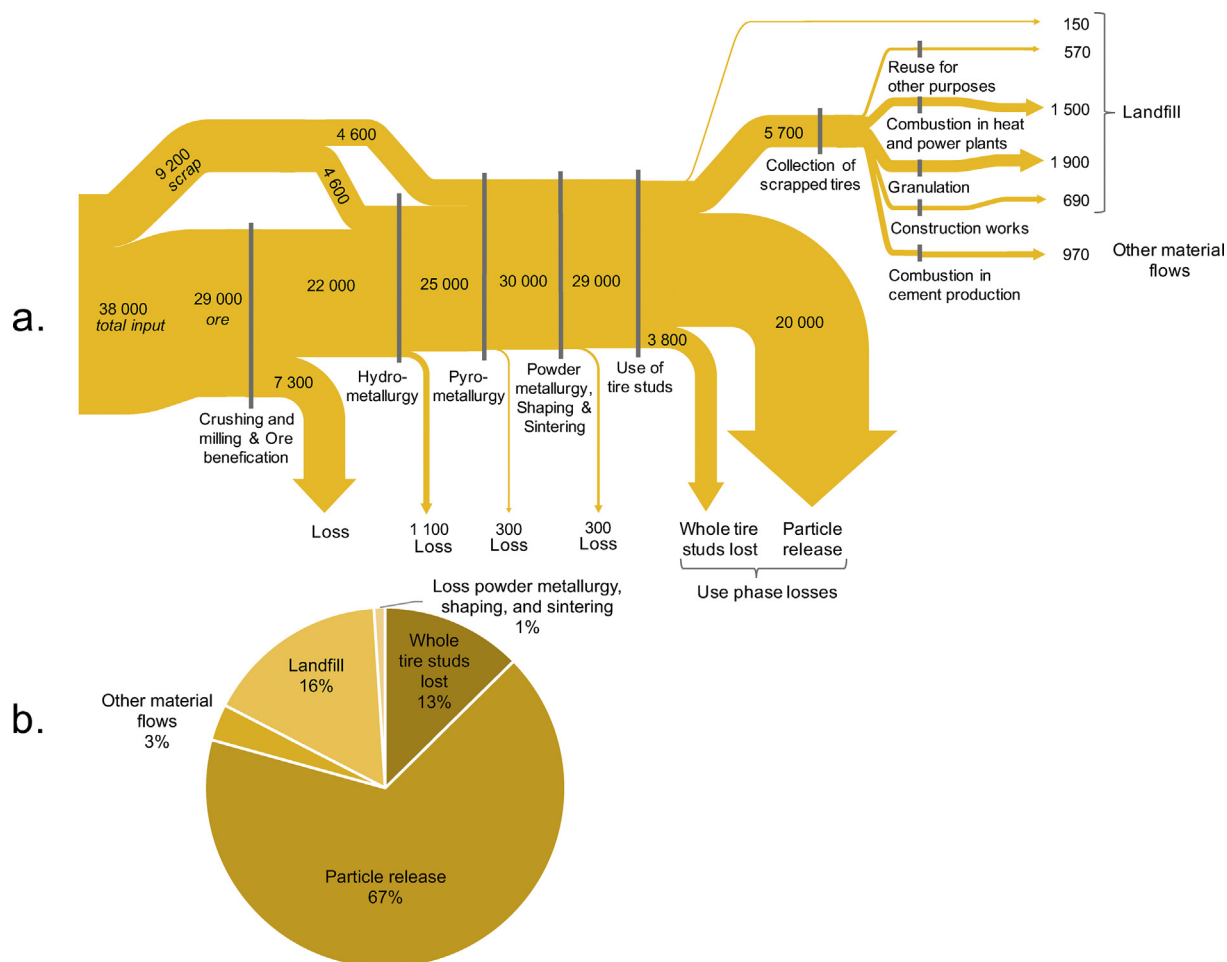 a.
38 000
total input
9 200
scrap
29 000
ore
4 600
4 600
22 000
25 000
30 000
29 000
7 300
3 800
5 700
20 000
Crushing and
milling & Ore
benefication
Hydro-
metallurgy
Pyro-
metallurgy
Powder
metallurgy,
Shaping &
Sintering
Use of
tire studs
Collection of
scrapped tires
Reuse for
other purposes
Combustion in heat
and power plants
Granulation
Construction works
Combustion in
cement production
150
570
1 500
1 900
690
970
Landfill
Other material
flows
Loss
1 100
Loss
300
Loss
300
Loss
Whole tire
studs lost
Particle
release
Use phase losses
b.
Loss powder metallurgy,
shaping, and sintering
1%
Whole
tire studs
lost
13%
Landfill
16%
Other material
flows
3%
Particle release
67%